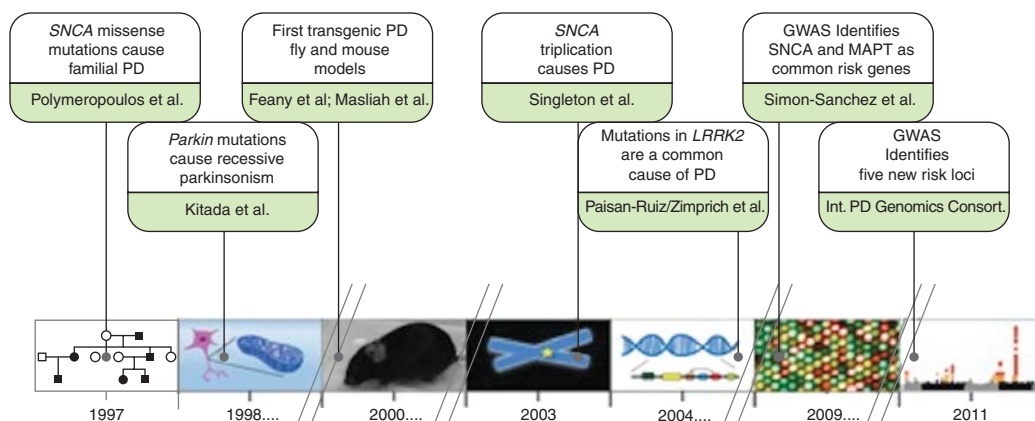 SNCA missense
mutations cause
familial PD
Polymeropoulos et al.
First transgenic PD
fly and mouse
models
Feany et al; Masliah et al.
SNCA
triplication
causes PD
Singleton et al.
GWAS Identifies
SNCA and MAPT as
common risk genes
Simon-Sanchez et al.
Parkin mutations
cause recessive
parkinsonism
Kitada et al.
Mutations in LRRK2
are a common
cause of PD
Paisan-Ruiz/Zimprich et al.
GWAS
Identifies
five new risk loci
Int. PD Genomics Consort.
1997
1998....
2000....
2003
2004....
2009....
2011